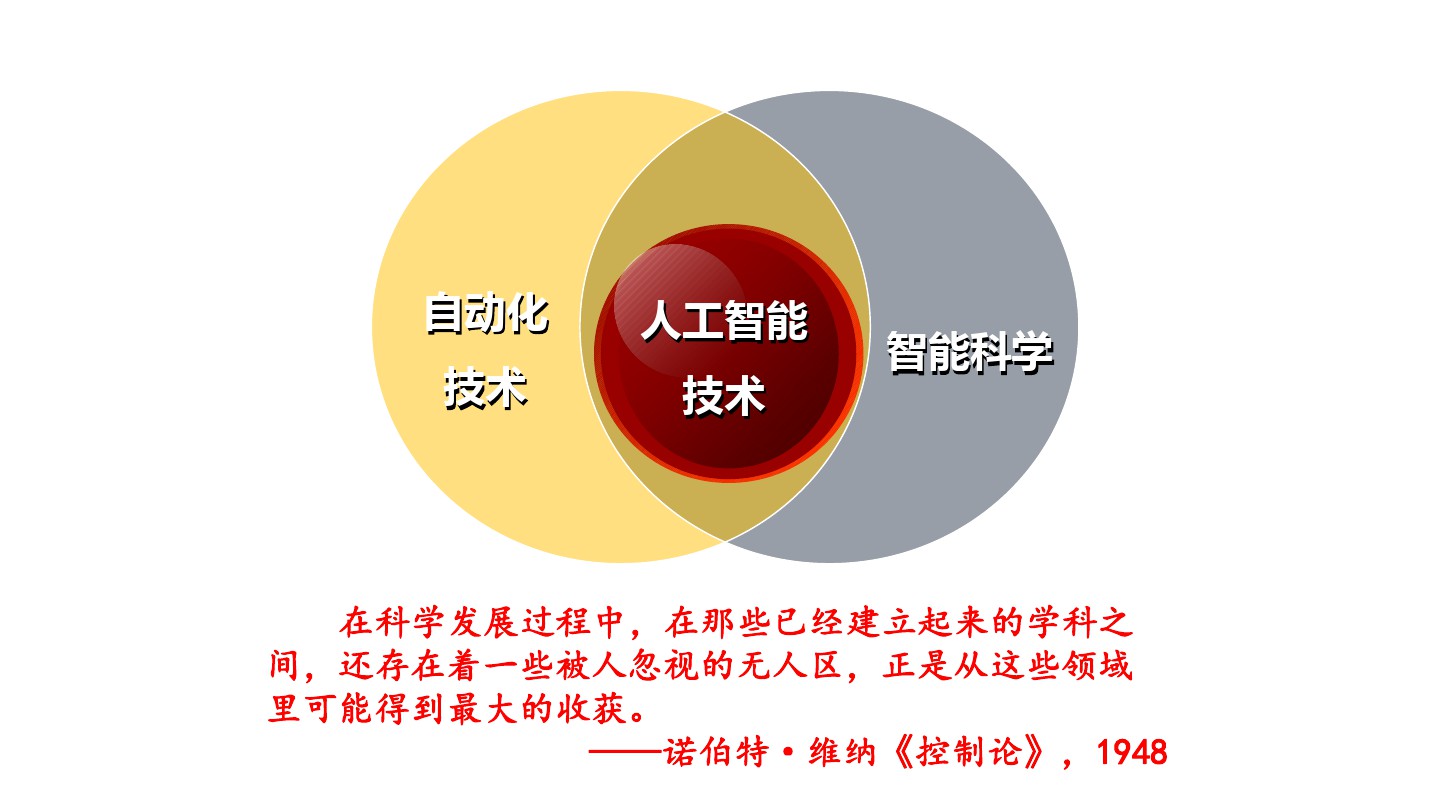 自动化
技术
人工智能
技术
智能科学
在科学发展过程中，在那些已经建立起来的学科之
间，还存在着一些被人忽视的无人区，正是从这些领域
里可能得到最大的收获。
——诺伯特·维纳《控制论》，1948